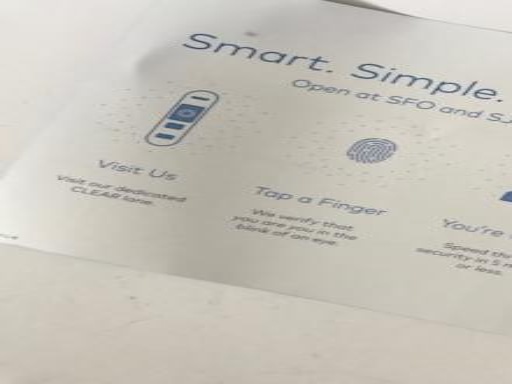 Smart. Simple.
Open at SFO and SJ
Visit Us
Visit our dedicated
CLEAR lane.
Tap a Finger
We verify that
you are you in the
blink of an eye.
You're
Speed th
security in 5 m
or less.